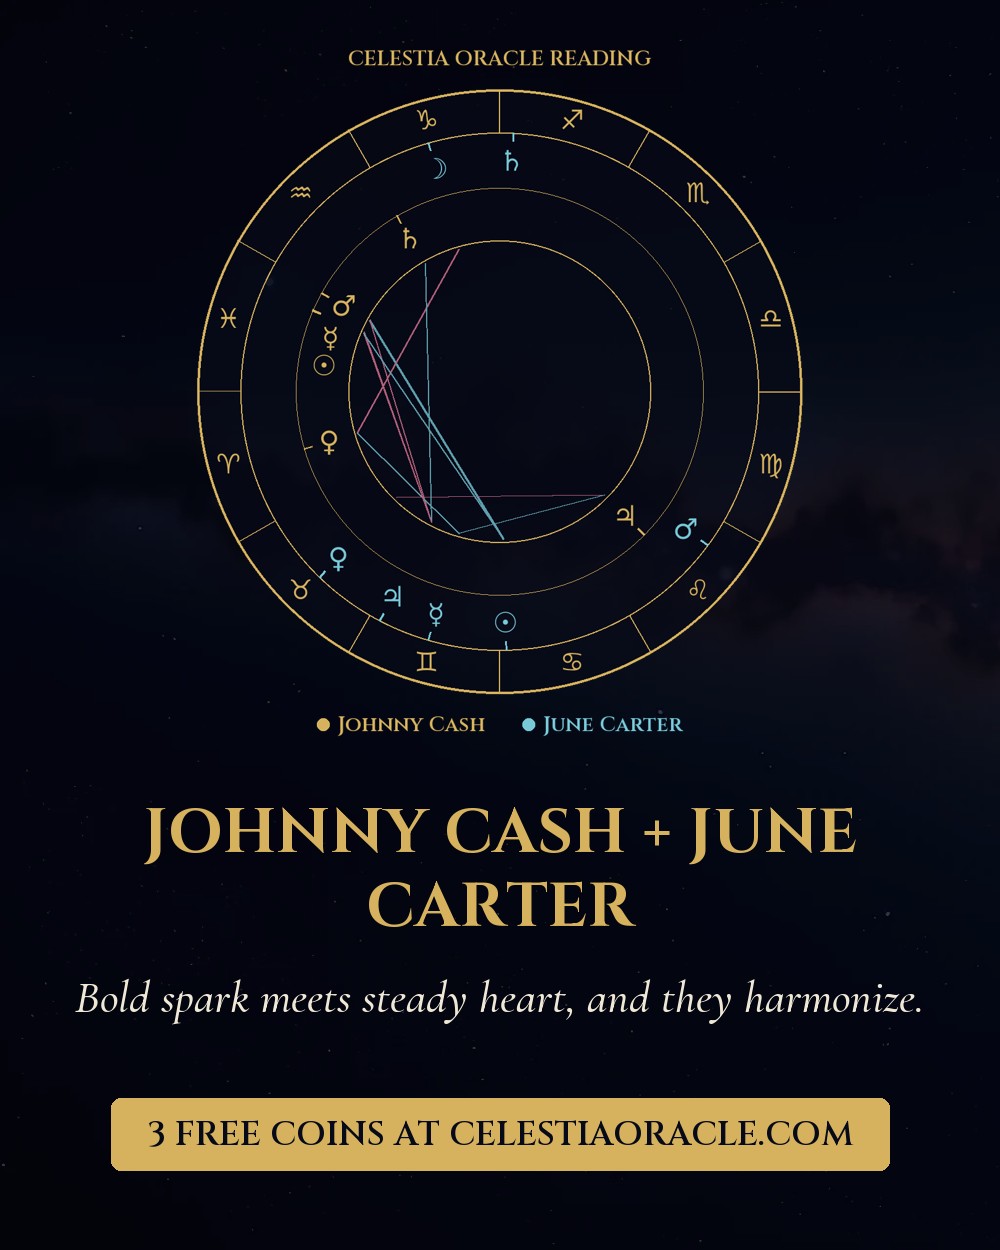 CELESTIA ORACLE READING
♑ ♐
☽ ♄
♒ ♏
♄
♂
♓ ☿ ♎
☉
♀
♈ ♍
♃ ♂
♀
♉ ♃ ☿ ☉ ♌
♊ ♋
Johnny Cash June Carter
JOHNNY CASH + JUNE
CARTER
Bold spark meets steady heart, and they harmonize.
3 FREE COINS AT CELESTIAORACLE.COM